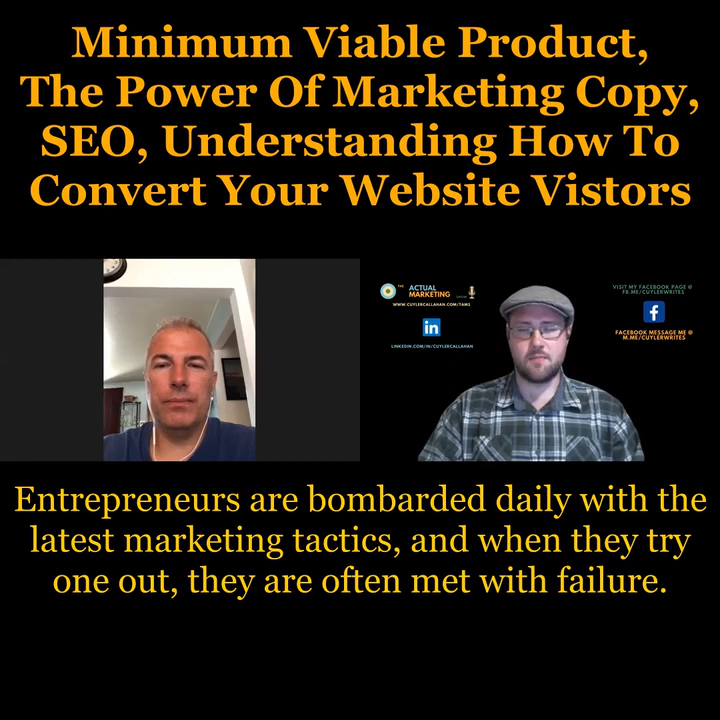 Minimum Viable Product,
The Power Of Marketing Copy,
SEO, Understanding How To
Convert Your Website Vistors
THE
ACTUAL
MARKETING
WWW.CUYLERCALLAHAN.COM/TAMS
in
LINKEDIN.COM/IN/CUYLERCALLAHAN
VISIT MY FACEBOOK PAGE @
FB.ME/CUYLERWRITES
f
FACEBOOK MESSAGE ME @
M.ME/CUYLERWRITES
Entrepreneurs are bombarded daily with the
latest marketing tactics, and when they try
one out, they are often met with failure.